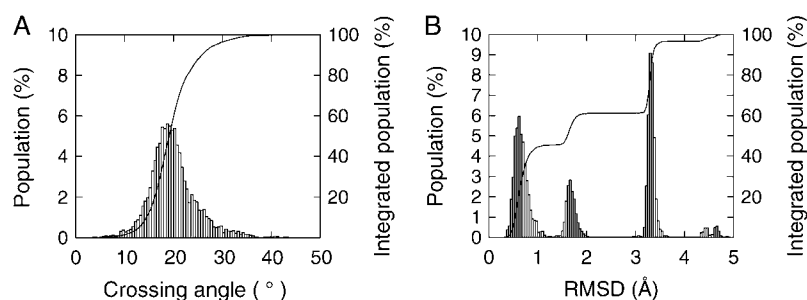 A
Population (%)
10
8
6
4
2
0
0 10 20 30 40 50
Crossing angle ( ° )
100
80
60
40
20
Integrated population (%)
B
Population (%)
10
9
8
7
6
5
4
3
2
1
0
0 1 2 3 4 5
RMSD (Å)
100
80
60
40
20
Integrated population (%)